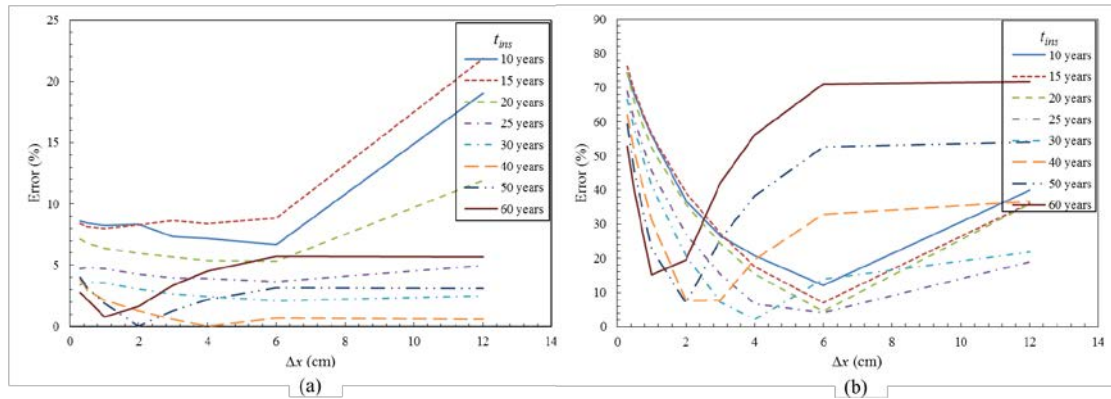 25
20
15
10
5
0
Error (%)
0 2 4 6 8 10 12 14
Δx (cm)
t_ins
10 years
15 years
20 years
25 years
30 years
40 years
50 years
60 years
(a)
90
80
70
60
50
40
30
20
10
0
Error (%)
0 2 4 6 8 10 12 14
Δx (cm)
t_ins
10 years
15 years
20 years
25 years
30 years
40 years
50 years
60 years
(b)